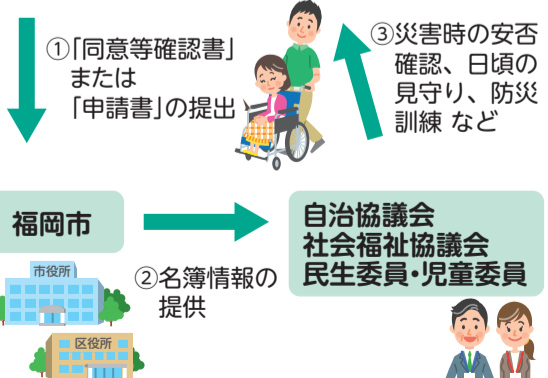 ①「同意等確認書」
または
「申請書」の提出
③災害時の安否
確認、日頃の
見守り、防災
訓練 など
福岡市
自治協議会
社会福祉協議会
民生委員・児童委員
市役所
②名簿情報の
提供
区役所